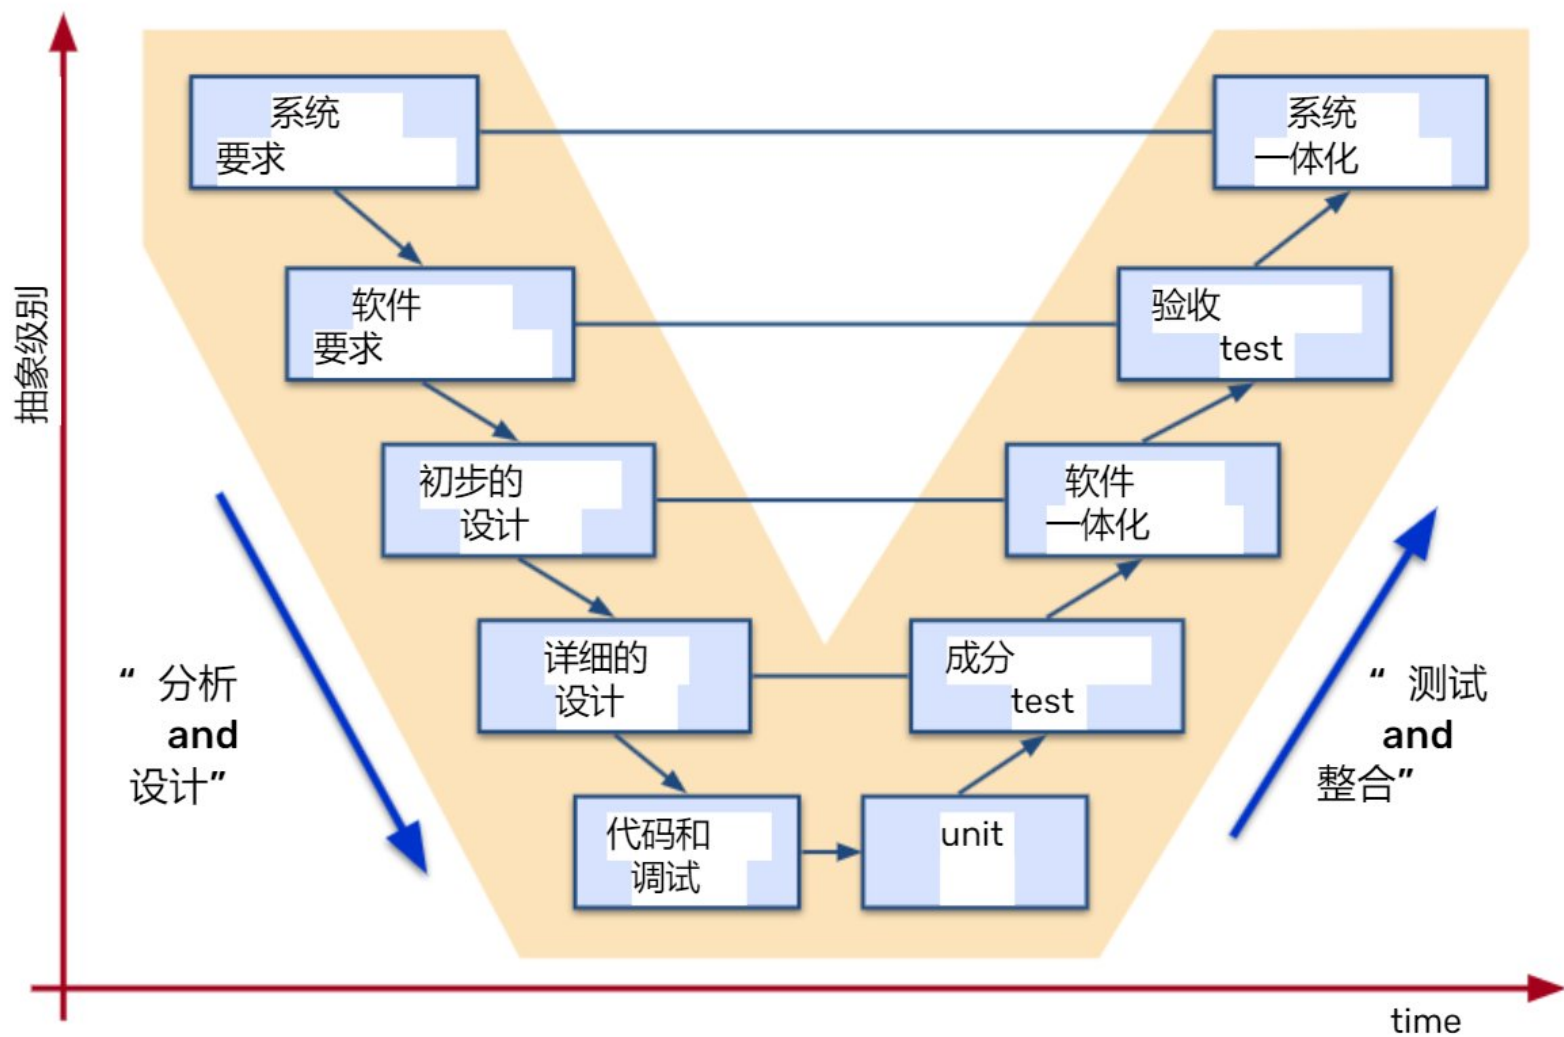 系统
要求
系统
一体化
软件
要求
验收
test
初步的
设计
软件
一体化
详细的
设计
成分
test
代码和
调试
unit
抽象级别
“ 分析
and
设计”
“ 测试
and
整合”
time